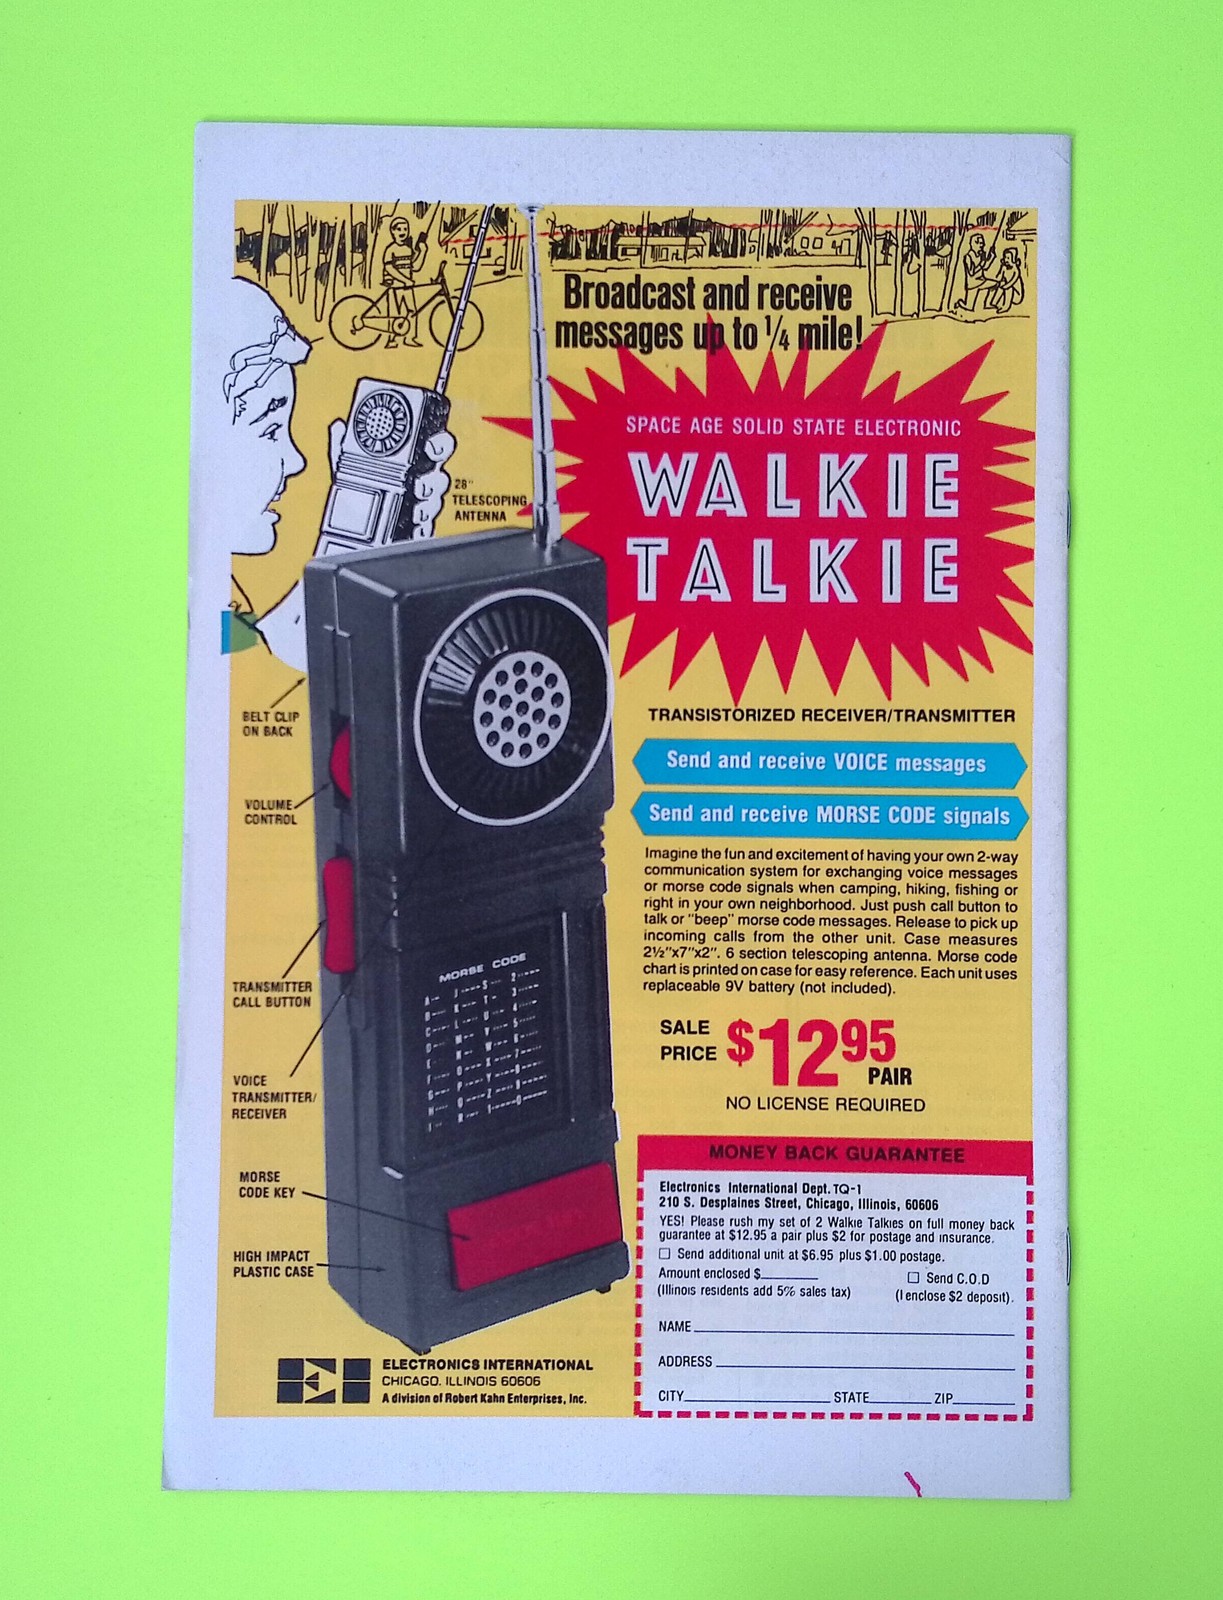 Broadcast and receive
messages up to 1/4 mile!
SPACE AGE SOLID STATE ELECTRONIC
WALKIE
TALKIE
28"
TELESCOPING
ANTENNA
BELT CLIP
ON BACK
VOLUME
CONTROL
TRANSMITTER
CALL BUTTON
VOICE
TRANSMITTER/
RECEIVER
MORSE
CODE KEY
HIGH IMPACT
PLASTIC CASE
MORSE CODE
TRANSISTORIZED RECEIVER/TRANSMITTER
Send and receive VOICE messages
Send and receive MORSE CODE signals
Imagine the fun and excitement of having your own 2-way
communication system for exchanging voice messages
or morse code signals when camping, hiking, fishing or
right in your own neighborhood. Just push call button to
talk or "beep" morse code messages. Release to pick up
incoming calls from the other unit. Case measures
2½"x7"x2". 6 section telescoping antenna. Morse code
chart is printed on case for easy reference. Each unit uses
replaceable 9V battery (not included).
SALE
PRICE $1295
PAIR
NO LICENSE REQUIRED
MONEY BACK GUARANTEE
Electronics International Dept. TQ-1
210 S. Desplaines Street, Chicago, Illinois, 60606
YES! Please rush my set of 2 Walkie Talkies on full money back
guarantee at $12.95 a pair plus $2 for postage and insurance.
☐ Send additional unit at $6.95 plus $1.00 postage.
Amount enclosed $________ ☐ Send C.O.D
(Illinois residents add 5% sales tax) (I enclose $2 deposit).
NAME
ADDRESS
CITY STATE ZIP
EI
ELECTRONICS INTERNATIONAL
CHICAGO, ILLINOIS 60606
A division of Robert Kahn Enterprises, Inc.